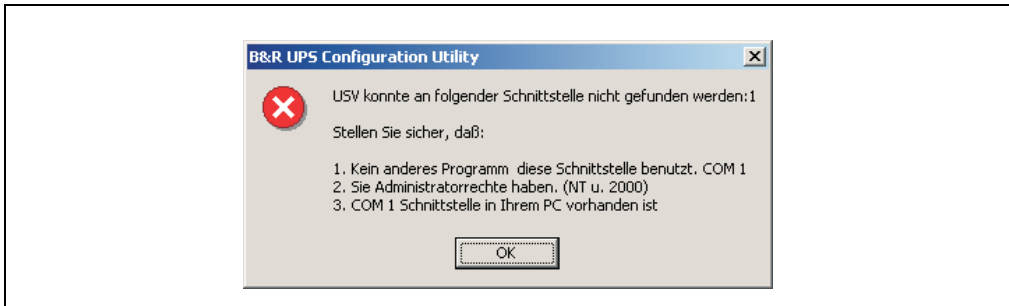 B&R UPS Configuration Utility
USV konnte an folgender Schnittstelle nicht gefunden werden:1
Stellen Sie sicher, daß:
1. Kein anderes Programm  diese Schnittstelle benutzt. COM 1
2. Sie Administratorrechte haben. (NT u. 2000)
3. COM 1 Schnittstelle in Ihrem PC vorhanden ist
OK